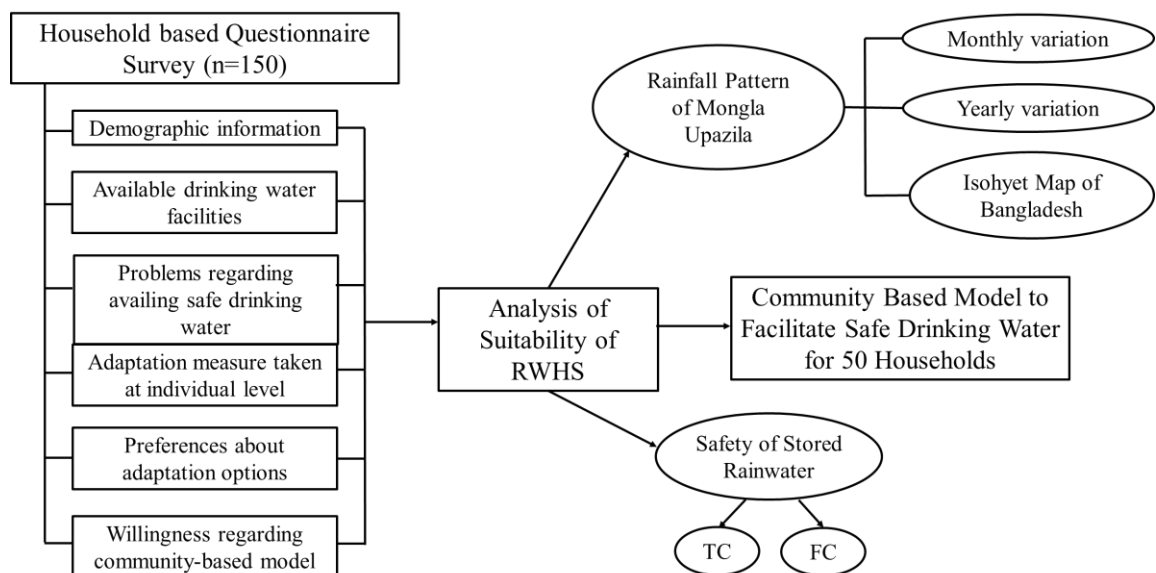 Household based Questionnaire
Survey (n=150)
Demographic information
Available drinking water
facilities
Problems regarding
availing safe drinking
water
Adaptation measure taken
at individual level
Preferences about
adaptation options
Willingness regarding
community-based model
Analysis of
Suitability of
RWHS
Rainfall Pattern
of Mongla
Upazila
Monthly variation
Yearly variation
Isohyet Map of
Bangladesh
Community Based Model to
Facilitate Safe Drinking Water
for 50 Households
Safety of Stored
Rainwater
TC
FC